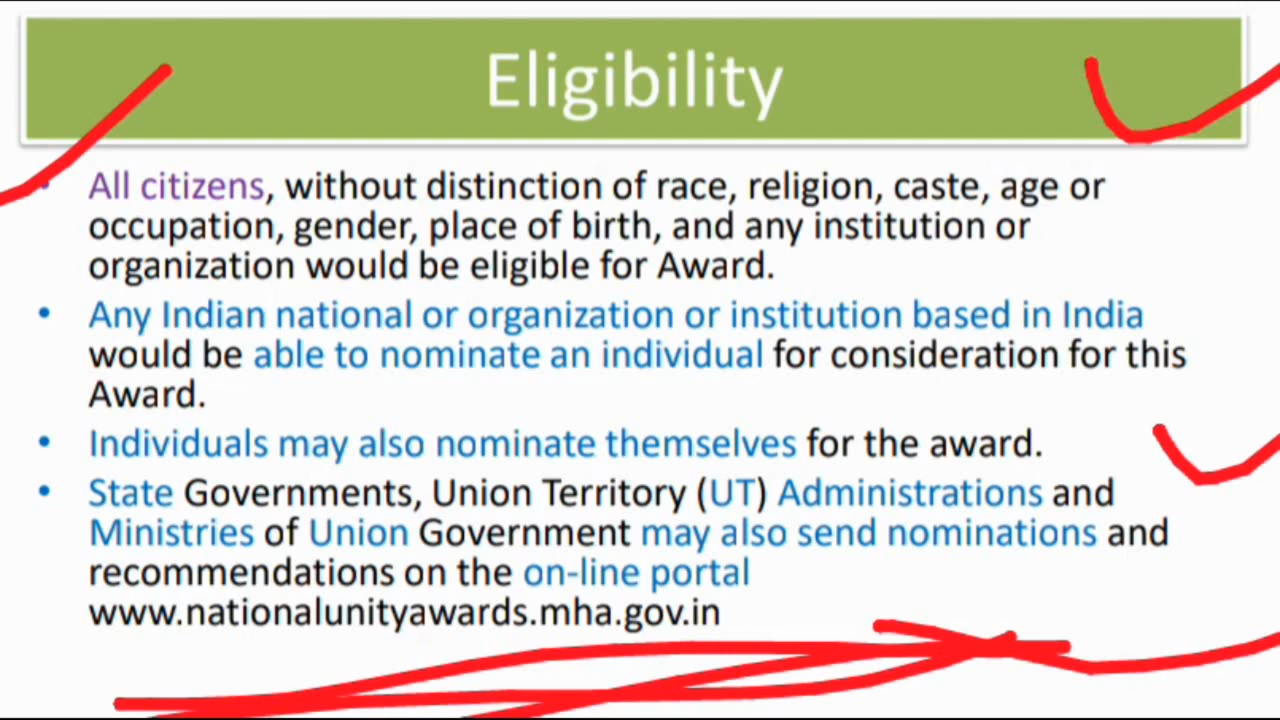 Eligibility
• All citizens, without distinction of race, religion, caste, age or
occupation, gender, place of birth, and any institution or
organization would be eligible for Award.
• Any Indian national or organization or institution based in India
would be able to nominate an individual for consideration for this
Award.
• Individuals may also nominate themselves for the award.
• State Governments, Union Territory (UT) Administrations and
Ministries of Union Government may also send nominations and
recommendations on the on-line portal
www.nationalunityawards.mha.gov.in